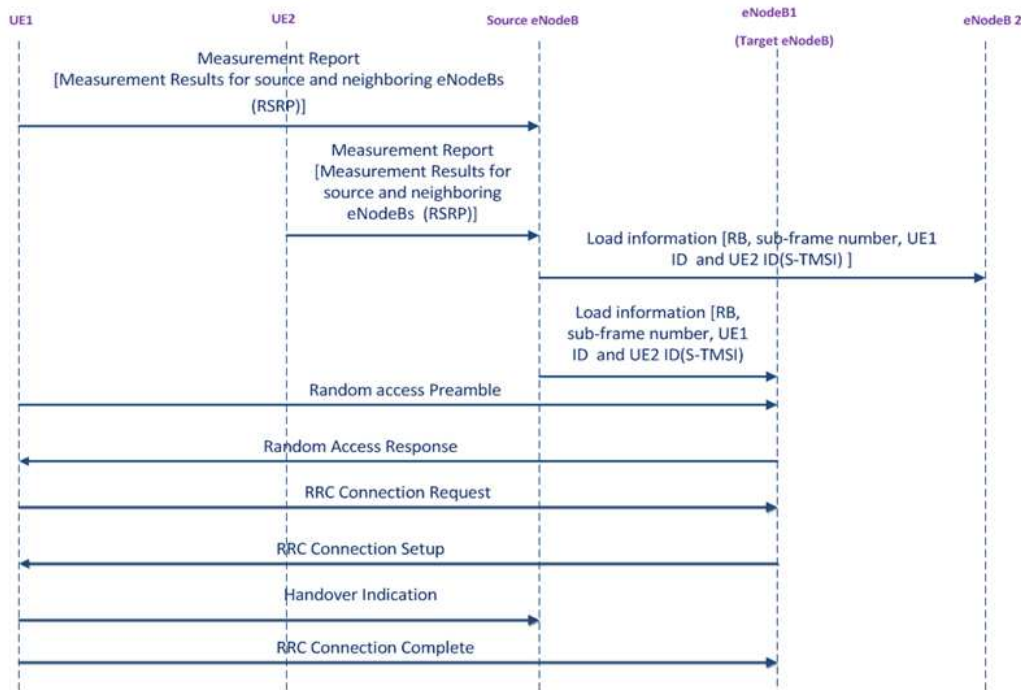 UE1
UE2
Source eNodeB
eNodeB1
(Target eNodeB)
eNodeB 2
Measurement Report
[Measurement Results for source and neighboring eNodeBs
(RSRP)]
Measurement Report
[Measurement Results for
source and neighboring
eNodeBs (RSRP)]
Load information [RB, sub-frame number, UE1
ID and UE2 ID(S-TMSI) ]
Load information [RB,
sub-frame number, UE1
ID and UE2 ID(S-TMSI)
Random access Preamble
Random Access Response
RRC Connection Request
RRC Connection Setup
Handover Indication
RRC Connection Complete